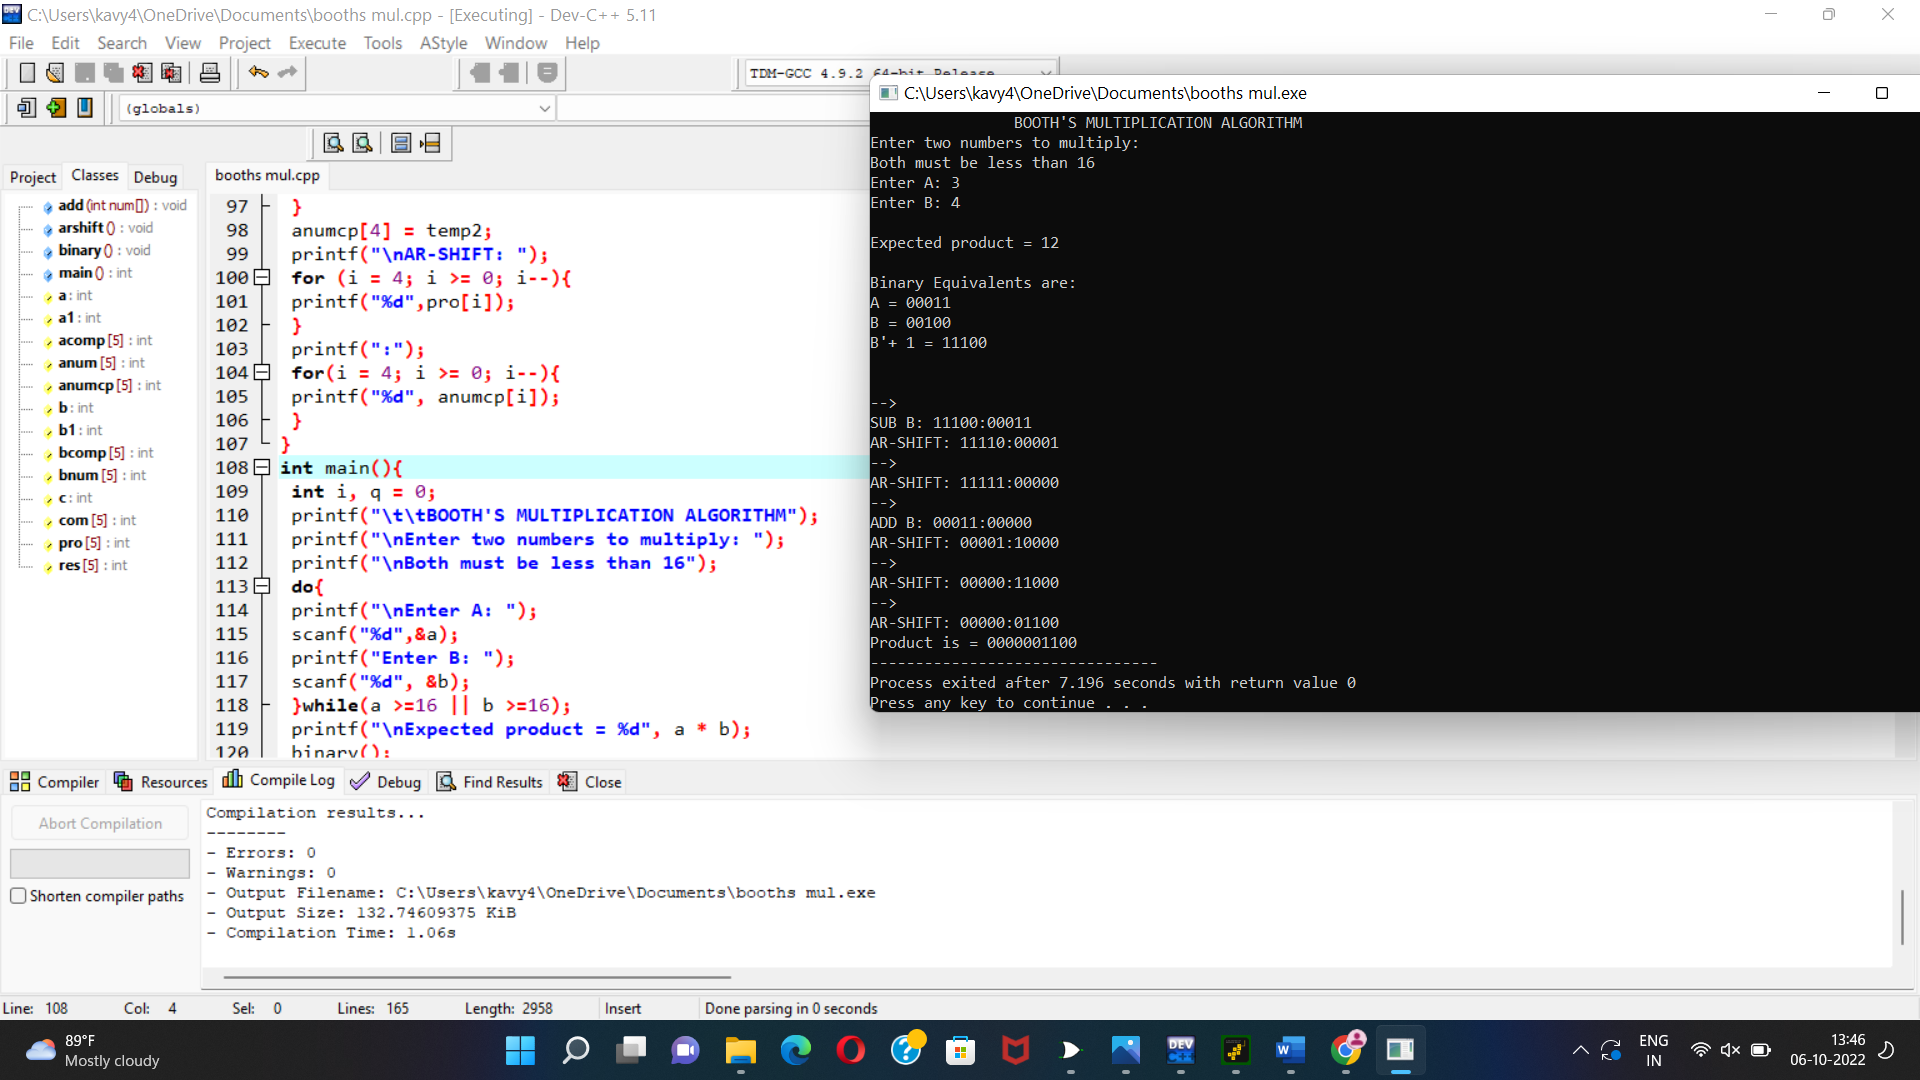 C:\Users\kavy4\OneDrive\Documents\booths mul.cpp - [Executing] - Dev-C++ 5.11
File Edit Search View Project Execute Tools AStyle Window Help
TDM-GCC 4.9.2 64-bit Release
(globals)
Project Classes Debug
booths mul.cpp
add (int num[]) : void
arshift () : void
binary () : void
main () : int
a : int
a1 : int
acomp [5] : int
anum [5] : int
anumcp [5] : int
b : int
b1 : int
bcomp [5] : int
bnum [5] : int
c : int
com [5] : int
pro [5] : int
res [5] : int
97 }
98 anumcp[4] = temp2;
99 printf("\nAR-SHIFT: ");
100 for (i = 4; i >= 0; i--){
101 printf("%d",pro[i]);
102 }
103 printf(":");
104 for(i = 4; i >= 0; i--){
105 printf("%d", anumcp[i]);
106 }
107 }
108 int main(){
109 int i, q = 0;
110 printf("\t\tBOOTH'S MULTIPLICATION ALGORITHM");
111 printf("\nEnter two numbers to multiply: ");
112 printf("\nBoth must be less than 16");
113 do{
114 printf("\nEnter A: ");
115 scanf("%d",&a);
116 printf("Enter B: ");
117 scanf("%d", &b);
118 }while(a >=16 || b >=16);
119 printf("\nExpected product = %d", a * b);
120 binary();
C:\Users\kavy4\OneDrive\Documents\booths mul.exe
BOOTH'S MULTIPLICATION ALGORITHM
Enter two numbers to multiply:
Both must be less than 16
Enter A: 3
Enter B: 4
Expected product = 12
Binary Equivalents are:
A = 00011
B = 00100
B'+ 1 = 11100
-->
SUB B: 11100:00011
AR-SHIFT: 11110:00001
-->
AR-SHIFT: 11111:00000
-->
ADD B: 00011:00000
AR-SHIFT: 00001:10000
-->
AR-SHIFT: 00000:11000
-->
AR-SHIFT: 00000:01100
Product is = 0000001100
--------------------------------
Process exited after 7.196 seconds with return value 0
Press any key to continue . . .
Compiler Resources Compile Log Debug Find Results Close
Abort Compilation
Shorten compiler paths
Compilation results...
--------
- Errors: 0
- Warnings: 0
- Output Filename: C:\Users\kavy4\OneDrive\Documents\booths mul.exe
- Output Size: 132.74609375 KiB
- Compilation Time: 1.06s
Line: 108 Col: 4 Sel: 0 Lines: 165 Length: 2958 Insert Done parsing in 0 seconds
89°F
Mostly cloudy
DEV
C++
W
ENG
IN
13:46
06-10-2022